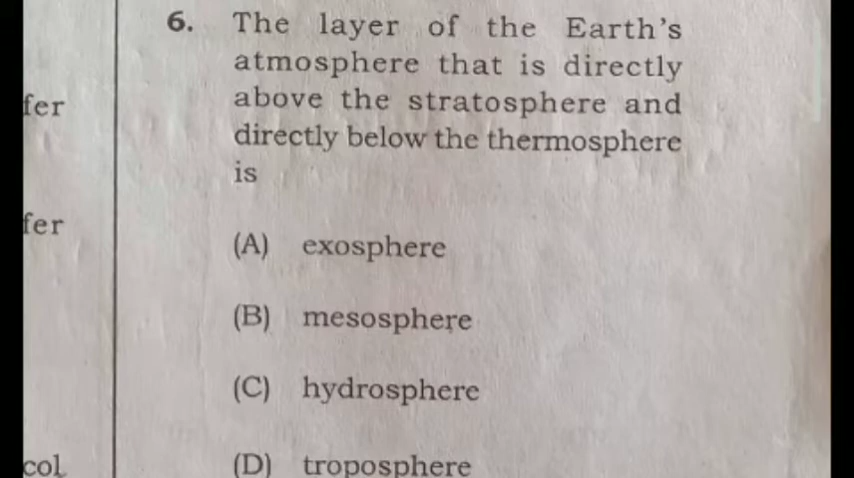 fer
fer
col
6. The layer of the Earth's
atmosphere that is directly
above the stratosphere and
directly below the thermosphere
is
(A) exosphere
(B) mesosphere
(C) hydrosphere
(D) troposphere